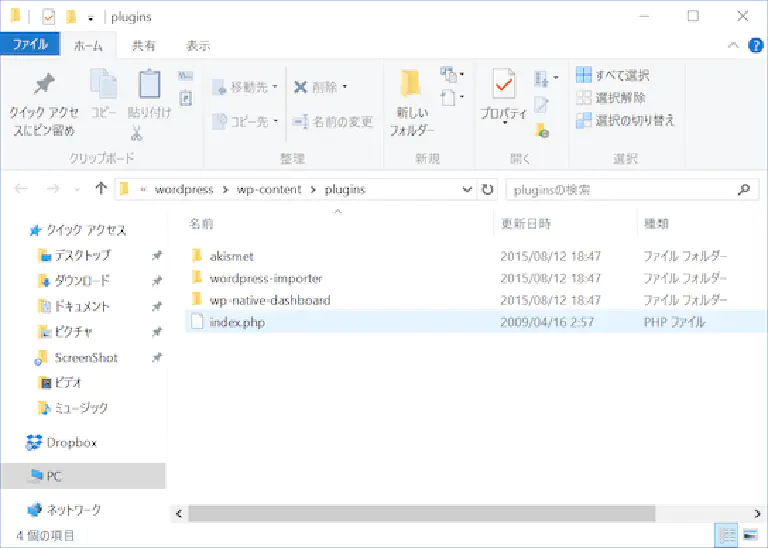 plugins
ファイル ホーム 共有 表示
クイック アクセスにピン留め
コピー
貼り付け
移動先
コピー先
削除
名前の変更
新しいフォルダー
プロパティ
すべて選択
選択解除
選択の切り替え
クリップボード 整理 新規 開く 選択
« wordpress › wp-content › plugins
pluginsの検索
名前 更新日時 種類
クイック アクセス
デスクトップ
ダウンロード
ドキュメント
ピクチャ
ScreenShot
ビデオ
ミュージック
Dropbox
PC
ネットワーク
akismet 2015/08/12 18:47 ファイル フォルダー
wordpress-importer 2015/08/12 18:47 ファイル フォルダー
wp-native-dashboard 2015/08/12 18:47 ファイル フォルダー
index.php 2009/04/16 2:57 PHP ファイル
4 個の項目